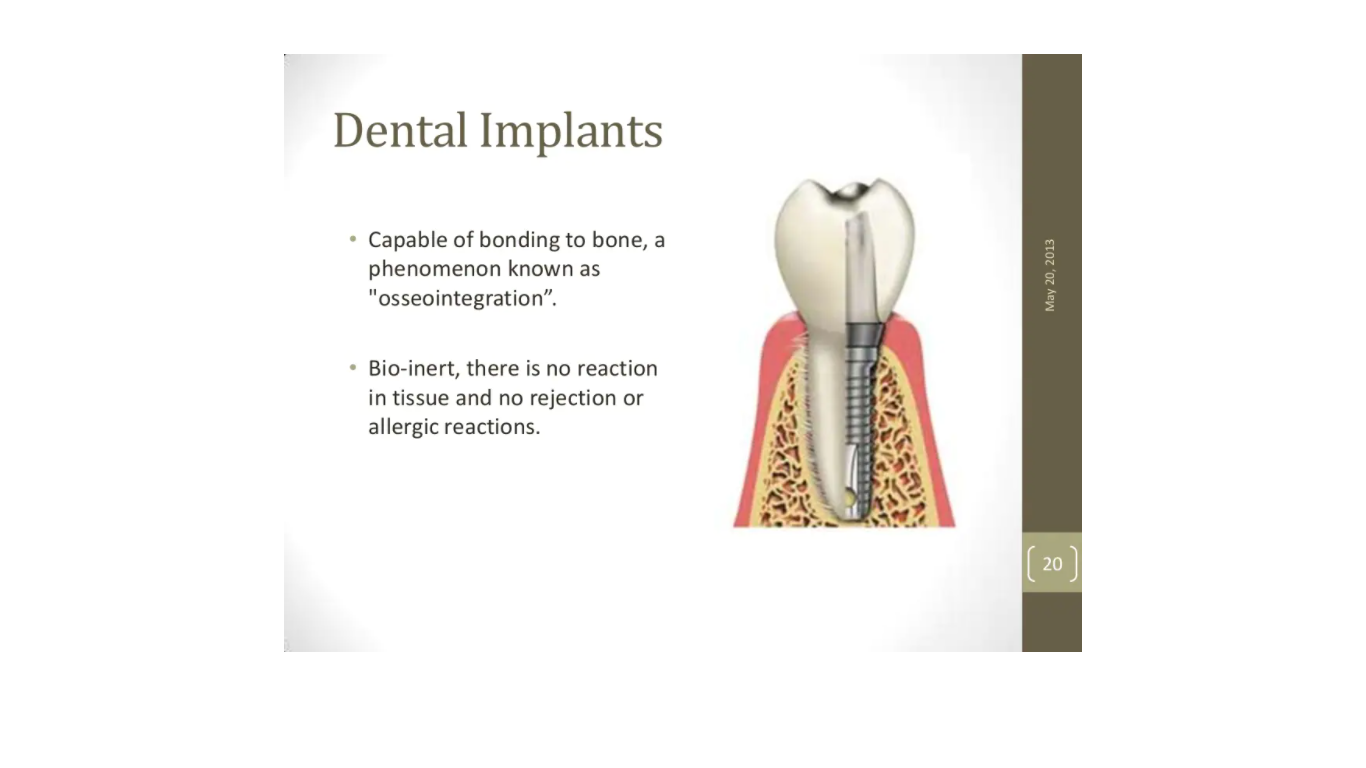 Dental Implants
• Capable of bonding to bone, a
phenomenon known as
"osseointegration”.
• Bio-inert, there is no reaction
in tissue and no rejection or
allergic reactions.
May 20, 2013
20